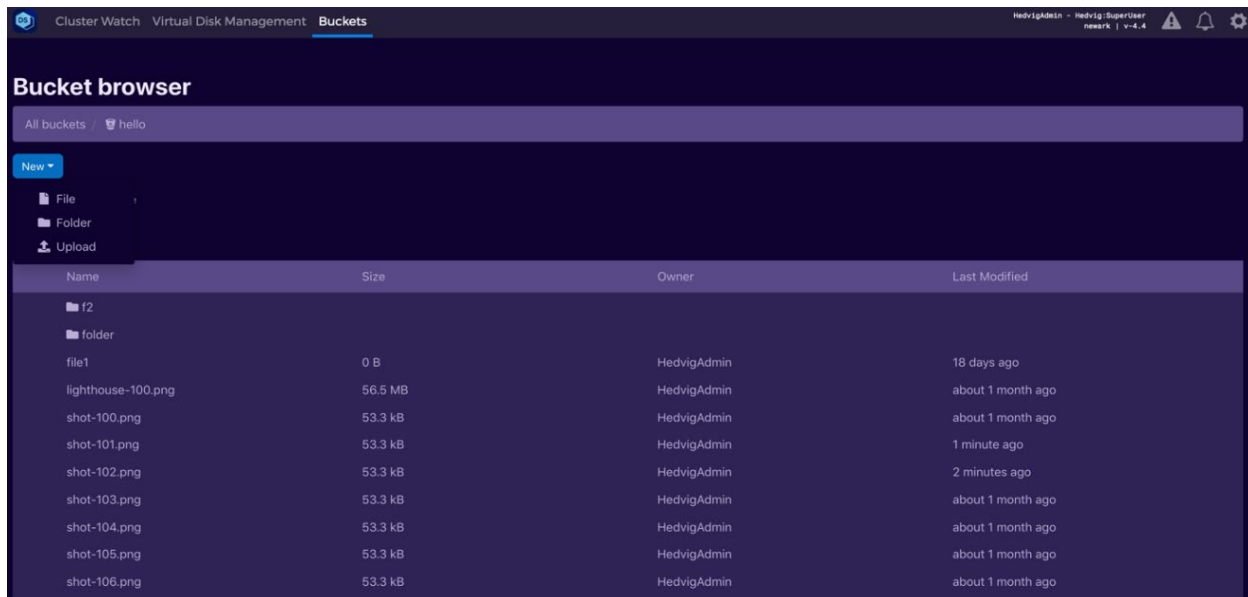 DS Cluster Watch Virtual Disk Management Buckets
HedvigAdmin - Hedvig:SuperUser
newark | v-4.4
Bucket browser
All buckets / hello
New
File
Folder
Upload
Name Size Owner Last Modified
f2
folder
file1 0 B HedvigAdmin 18 days ago
lighthouse-100.png 56.5 MB HedvigAdmin about 1 month ago
shot-100.png 53.3 kB HedvigAdmin about 1 month ago
shot-101.png 53.3 kB HedvigAdmin 1 minute ago
shot-102.png 53.3 kB HedvigAdmin 2 minutes ago
shot-103.png 53.3 kB HedvigAdmin about 1 month ago
shot-104.png 53.3 kB HedvigAdmin about 1 month ago
shot-105.png 53.3 kB HedvigAdmin about 1 month ago
shot-106.png 53.3 kB HedvigAdmin about 1 month ago